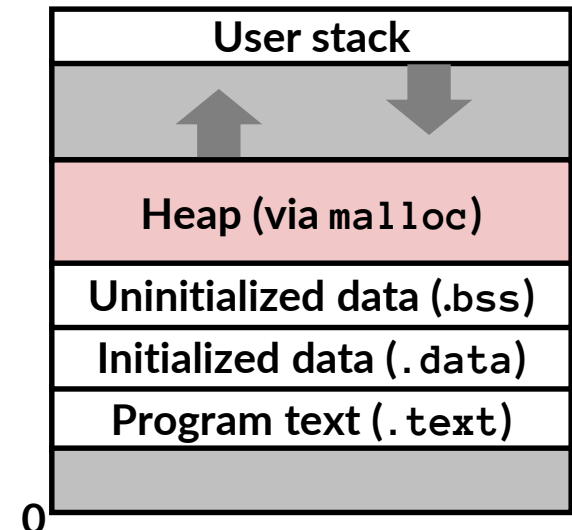 User stack
Heap (via malloc)
Uninitialized data (.bss)
Initialized data (.data)
Program text (.text)
0